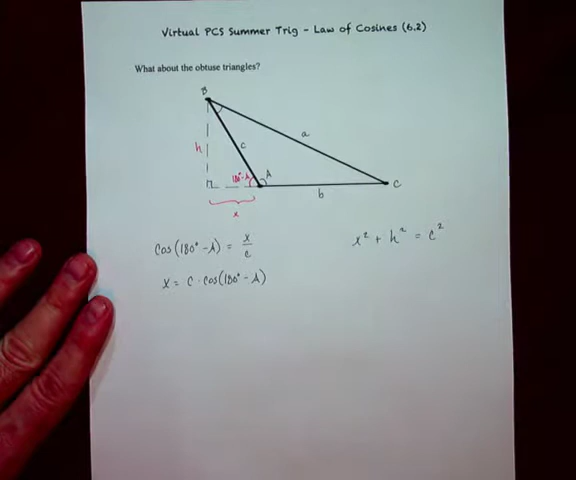 Virtual PCS Summer Trig - Law of Cosines (6.2)
What about the obtuse triangles?
B
a
h
c
180°-A
A
C
b
x
cos(180° - A) = x/c
x² + h² = c²
x = c · cos(180° - A)